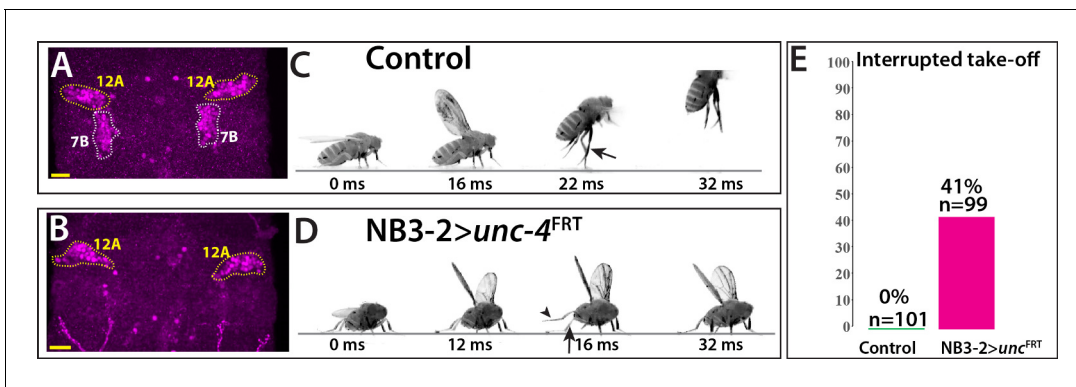 A
12A
12A
7B
7B
B
12A
12A
C
Control
0 ms
16 ms
22 ms
32 ms
D
NB3-2>unc-4FRT
0 ms
12 ms
16 ms
32 ms
E
Interrupted take-off
100
90
80
70
60
50
40
30
20
10
0
41%
n=99
0%
n=101
Control
NB3-2>uncFRT